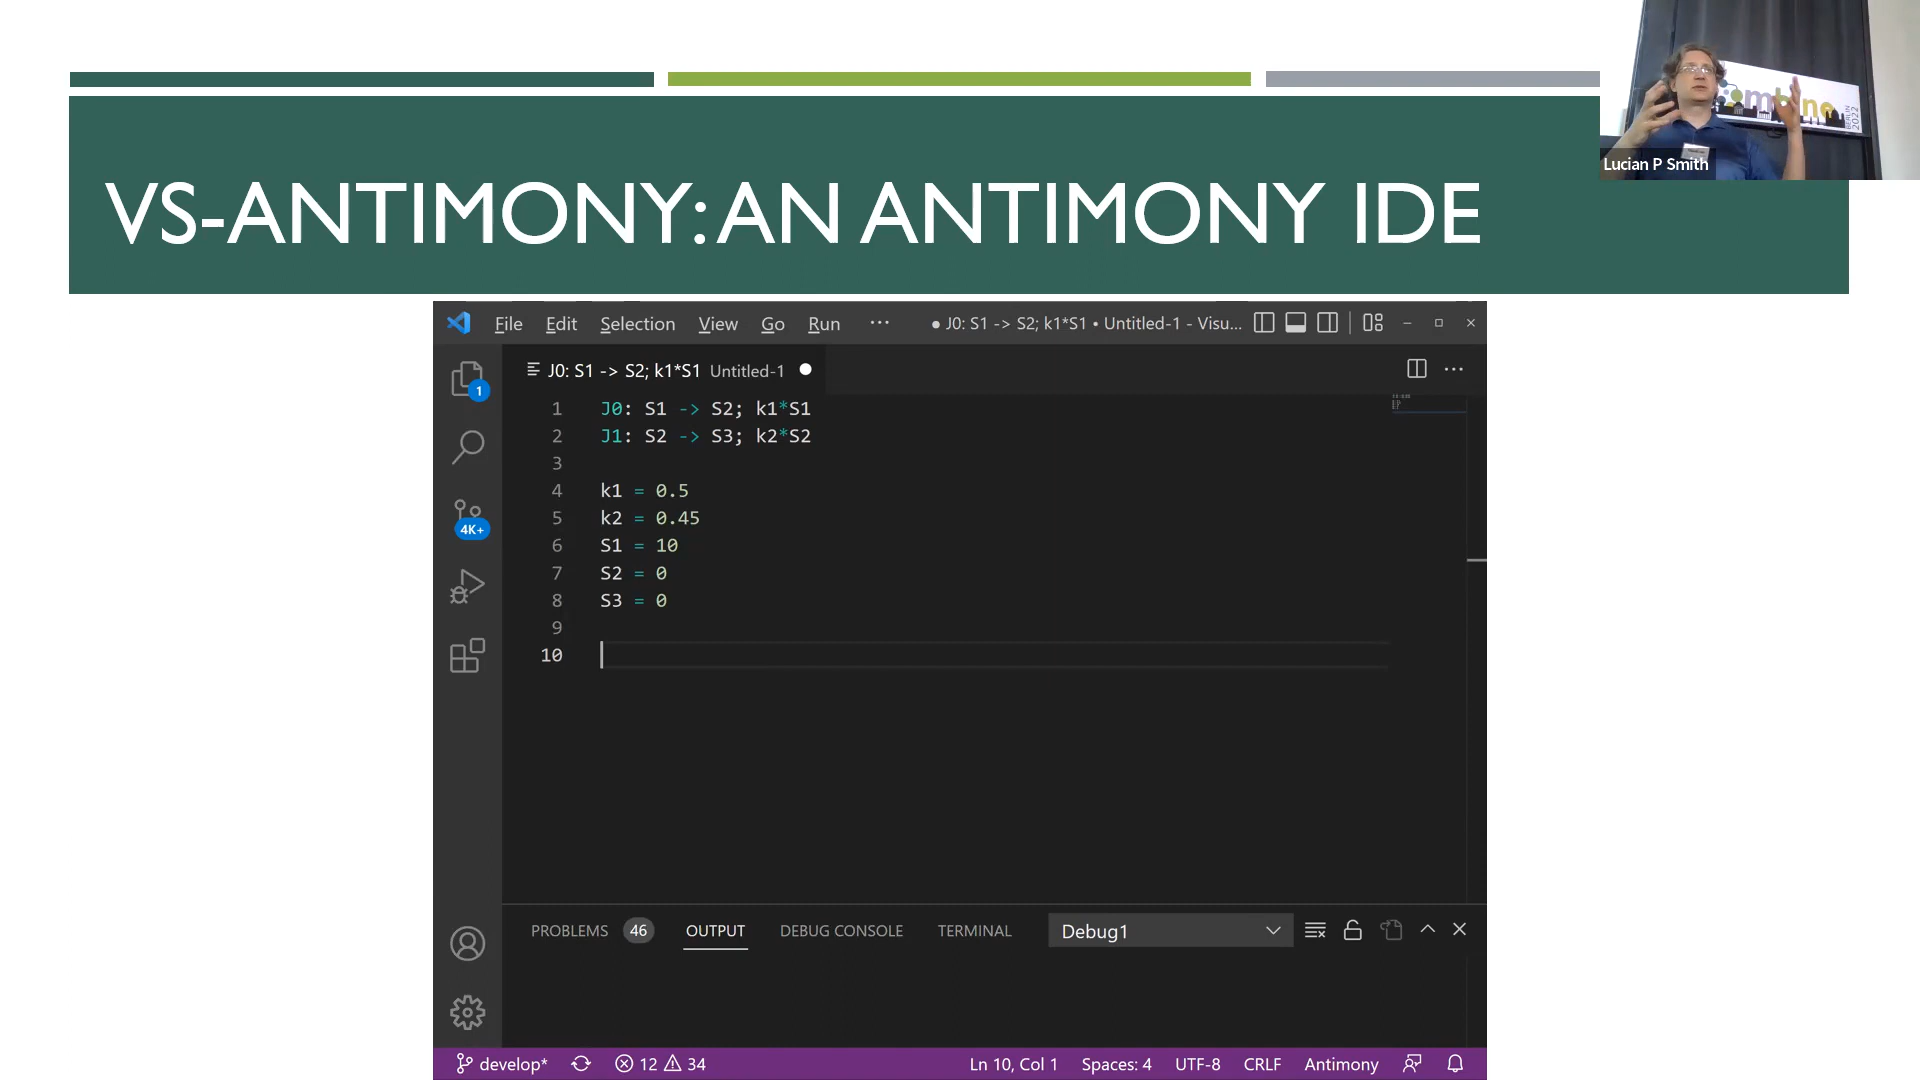 ombine
BERLIN 2022
Lucian P Smith
VS-ANTIMONY: AN ANTIMONY IDE
File Edit Selection View Go Run ··· ● J0: S1 -> S2; k1*S1 • Untitled-1 - Visu...
J0: S1 -> S2; k1*S1 Untitled-1 ●
1 J0: S1 -> S2; k1*S1
2 J1: S2 -> S3; k2*S2
3
4 k1 = 0.5
5 k2 = 0.45
6 S1 = 10
7 S2 = 0
8 S3 = 0
9
10
1
4K+
PROBLEMS 46 OUTPUT DEBUG CONSOLE TERMINAL Debug1
develop* 12 34 Ln 10, Col 1 Spaces: 4 UTF-8 CRLF Antimony